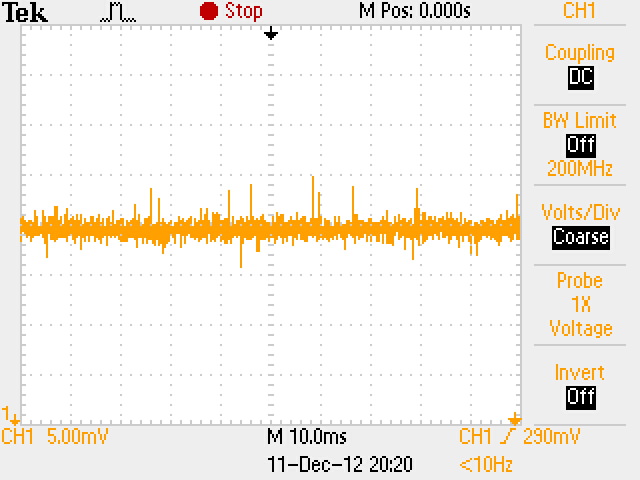 Tek Stop M Pos: 0.000s CH1
Coupling
DC
BW Limit
Off
200MHz
Volts/Div
Coarse
Probe
1X
Voltage
Invert
Off
1
CH1 5.00mV M 10.0ms CH1 290mV
11-Dec-12 20:20 <10Hz